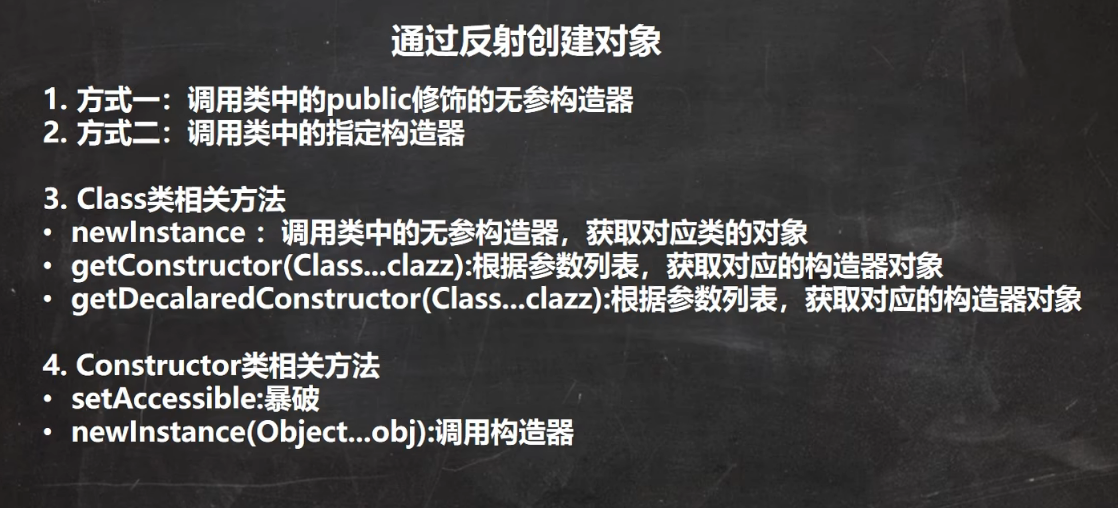 通过反射创建对象
1. 方式一：调用类中的public修饰的无参构造器
2. 方式二：调用类中的指定构造器
3. Class类相关方法
• newInstance ：调用类中的无参构造器，获取对应类的对象
• getConstructor(Class...clazz):根据参数列表，获取对应的构造器对象
• getDecalaredConstructor(Class...clazz):根据参数列表，获取对应的构造器对象
4. Constructor类相关方法
• setAccessible:暴破
• newInstance(Object...obj):调用构造器